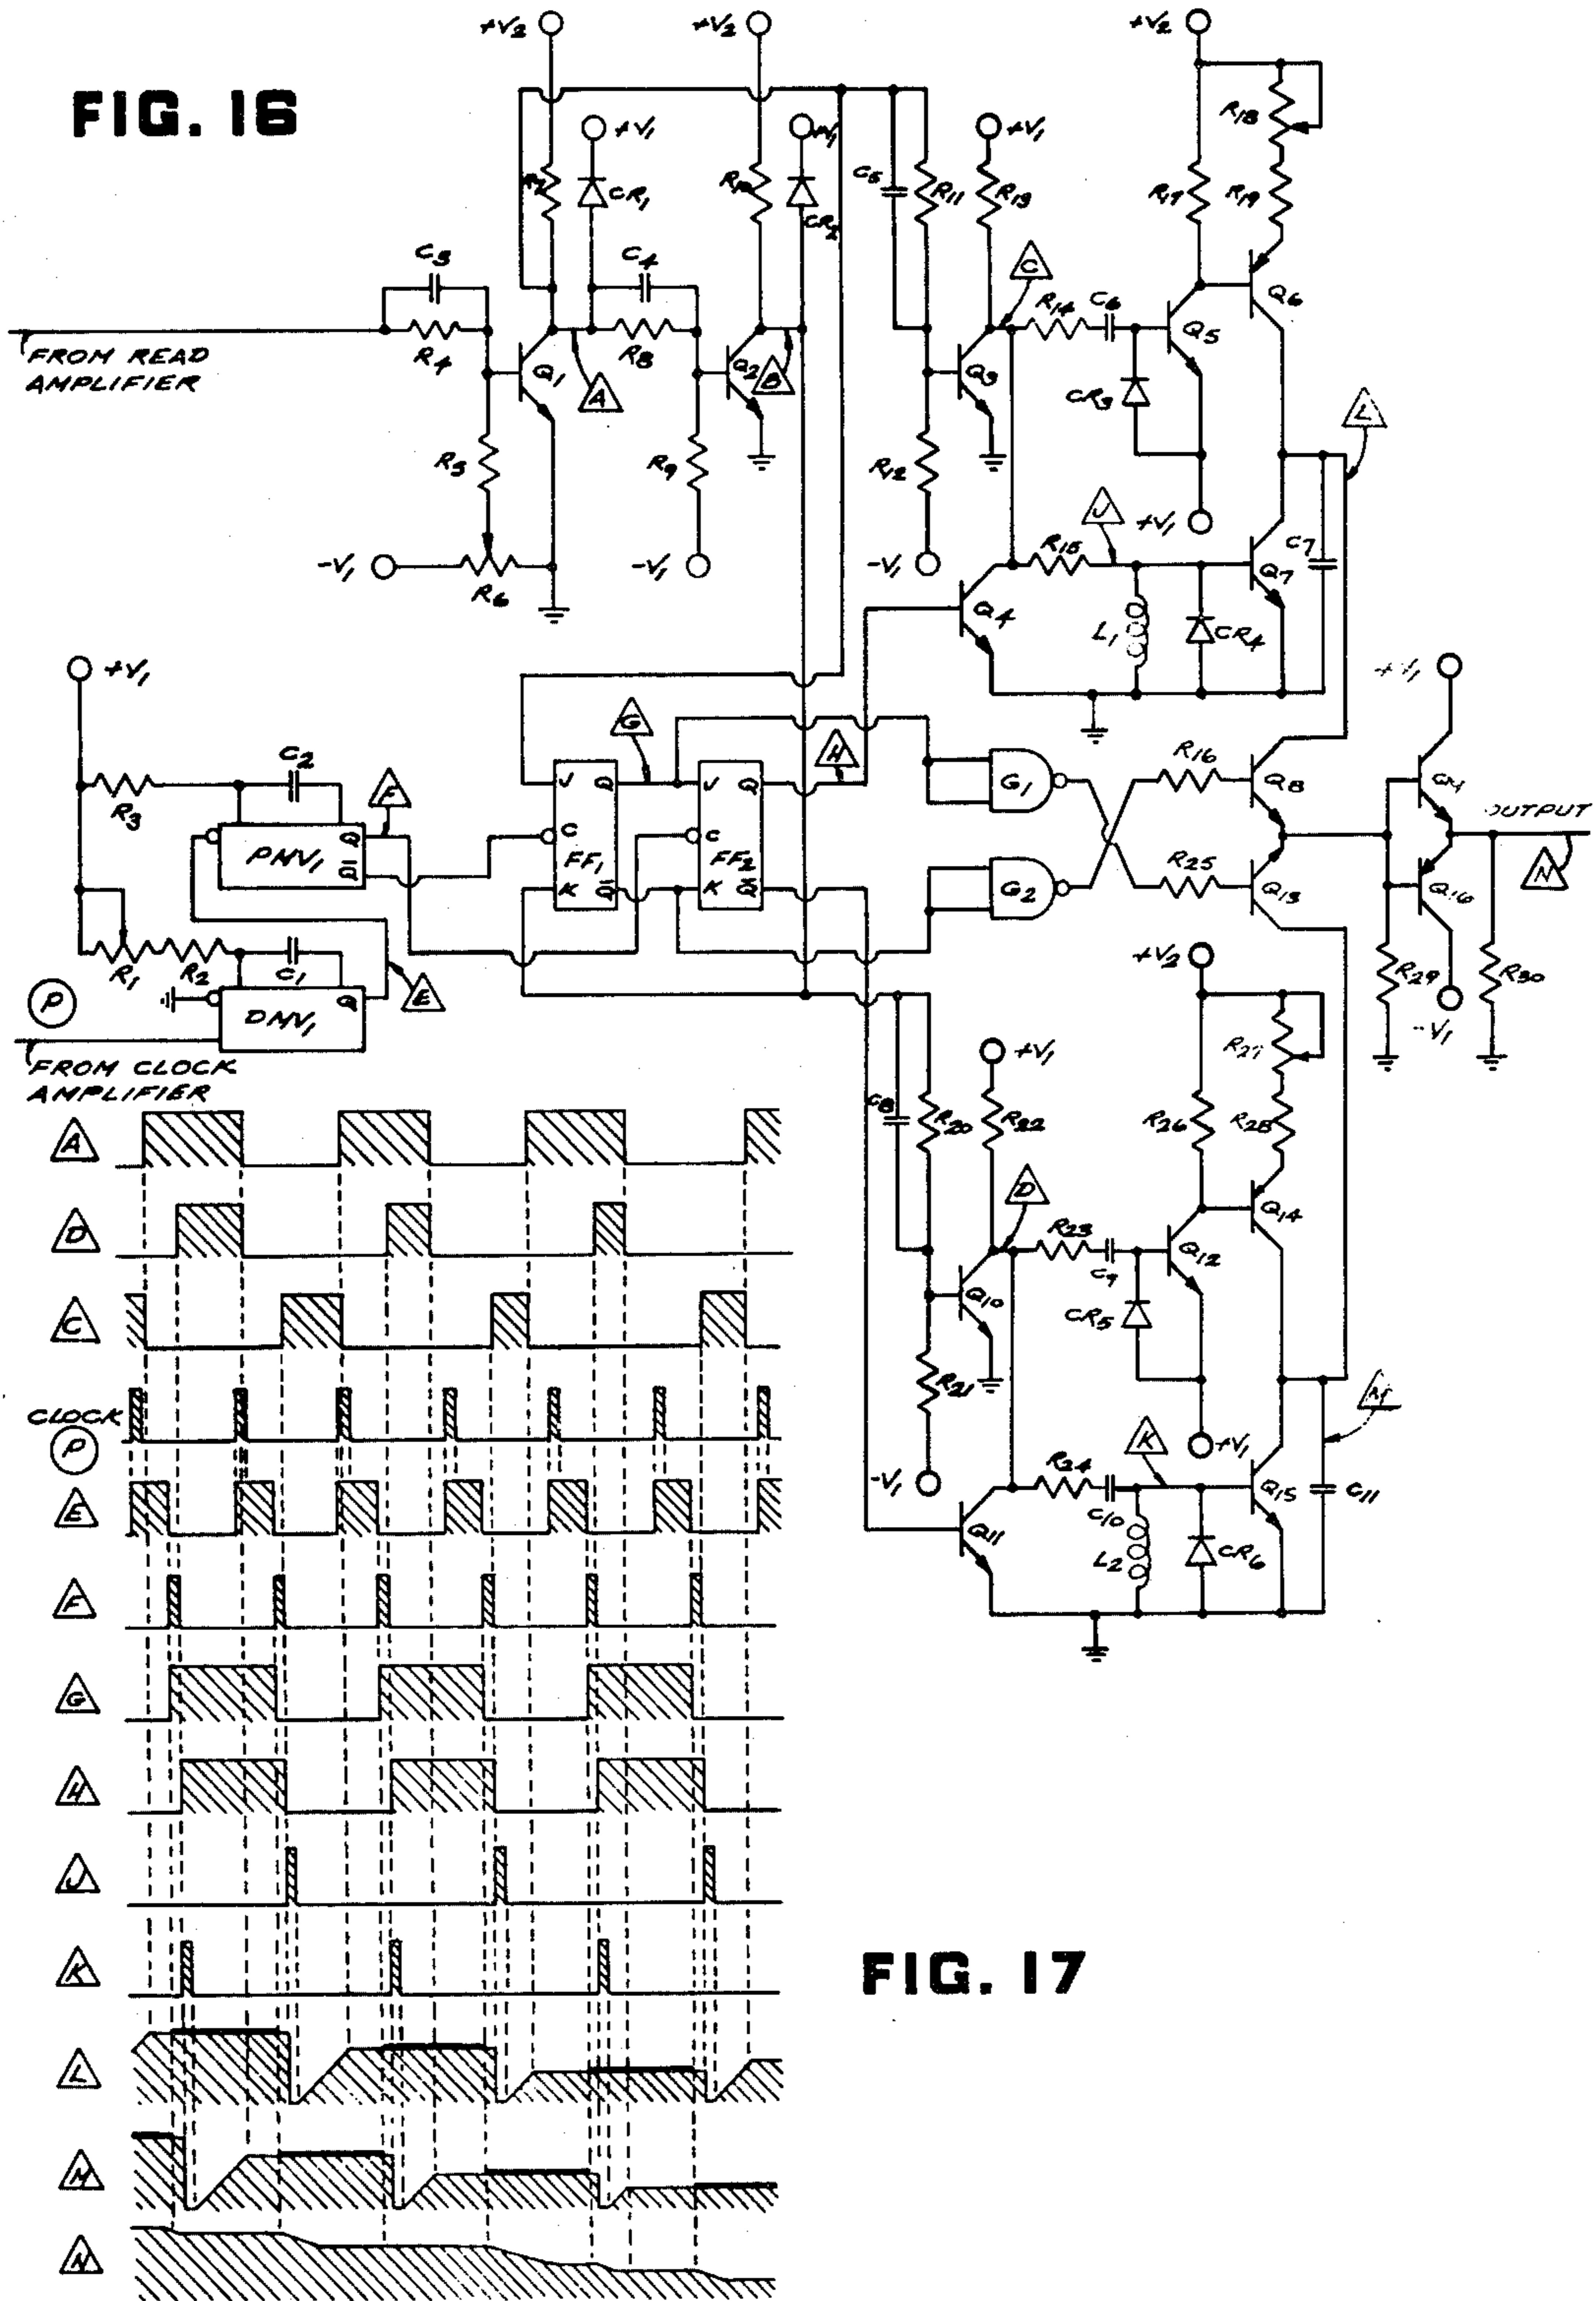 FIG. 16
+V2
+V2
+V2
+V1
+V1
+V1
R7
CR1
R10
CR2
C5
R11
R13
R17
R18
R19
C3
R4
C4
R8
C
R14
C6
Q5
Q6
FROM READ
AMPLIFIER
Q1
A
Q2
B
Q3
CR3
L
R5
R9
R12
J
+V1
R15
C7
-V1
R6
-V1
-V1
Q7
Q4
L1
CR4
+V1
+V1
R3
C2
F
G
H
J
Q
J
Q
G1
R16
Q8
OUTPUT
PMV1
Q
Q̅
C
FF1
C
FF2
K
Q̅
K
Q̅
G2
R25
Q13
Q16
N
R1
R2
C1
E
+V2
R29
R30
-V1
P
DMV1
Q
FROM CLOCK
AMPLIFIER
+V1
R27
C8
R20
R22
R26
R28
A
D
R23
C9
Q12
Q14
D
Q10
CR5
C
R21
M
CLOCK
P
-V1
K
+V1
R24
C10
Q15
C11
E
Q11
L2
CR6
F
G
H
J
K
FIG. 17
L
M
N